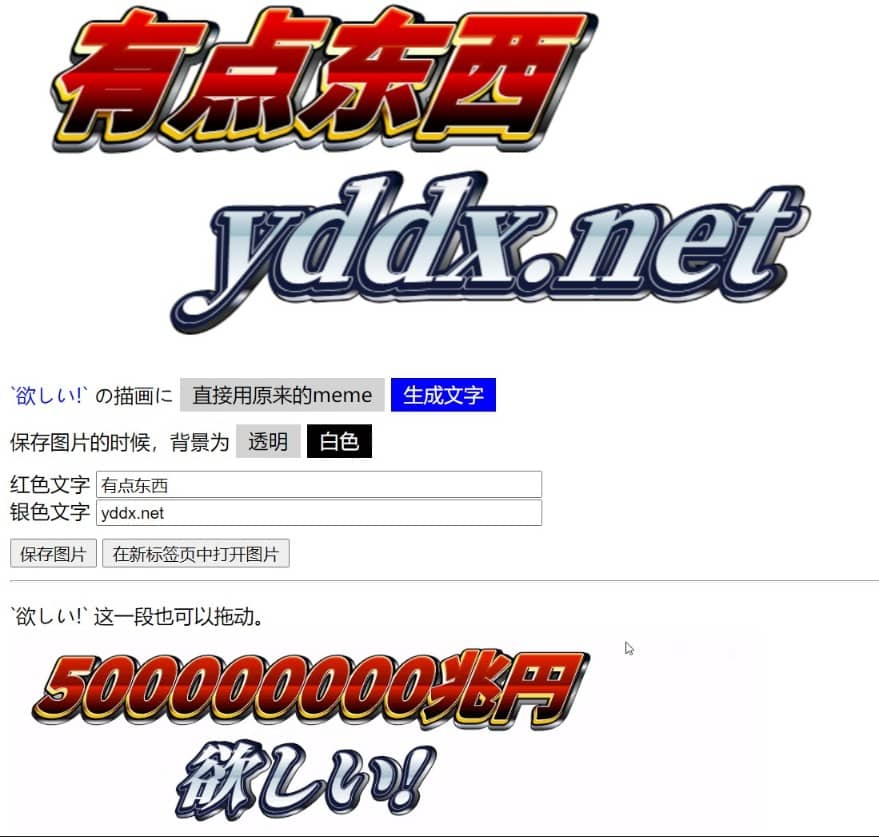 有点东西
yddx.net
`欲しい!` の描画に 直接用原来的meme 生成文字
保存图片的时候，背景为 透明 白色
红色文字 有点东西
银色文字 yddx.net
保存图片 在新标签页中打开图片
`欲しい!` 这一段也可以拖动。
500000000兆円
欲しい!